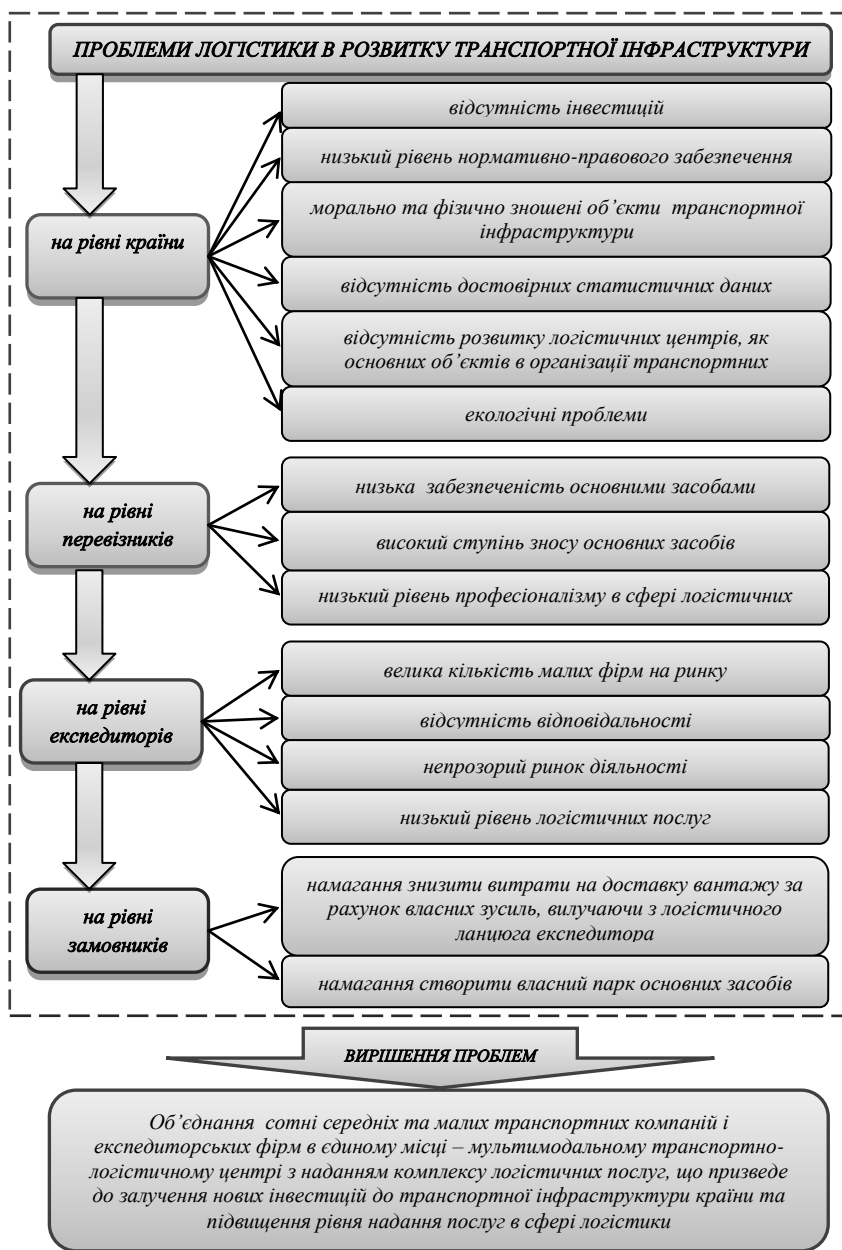 ПРОБЛЕМИ ЛОГІСТИКИ В РОЗВИТКУ ТРАНСПОРТНОЇ ІНФРАСТРУКТУРИ
на рівні країни
відсутність інвестицій
низький рівень нормативно-правового забезпечення
морально та фізично зношені об’єкти транспортної
інфраструктури
відсутність достовірних статистичних даних
відсутність розвитку логістичних центрів, як
основних об’єктів в організації транспортних
екологічні проблеми
на рівні
перевізників
низька забезпеченість основними засобами
високий ступінь зносу основних засобів
низький рівень професіоналізму в сфері логістичних
на рівні
експедиторів
велика кількість малих фірм на ринку
відсутність відповідальності
непрозорий ринок діяльності
низький рівень логістичних послуг
на рівні
замовників
намагання знизити витрати на доставку вантажу за
рахунок власних зусиль, вилучаючи з логістичного
ланцюга експедитора
намагання створити власний парк основних засобів
ВИРІШЕННЯ ПРОБЛЕМ
Об’єднання сотні середніх та малих транспортних компаній і
експедиторських фірм в єдиному місці – мультимодальному транспортно-
логістичному центрі з наданням комплексу логістичних послуг, що призведе
до залучення нових інвестицій до транспортної інфраструктури країни та
підвищення рівня надання послуг в сфері логістики